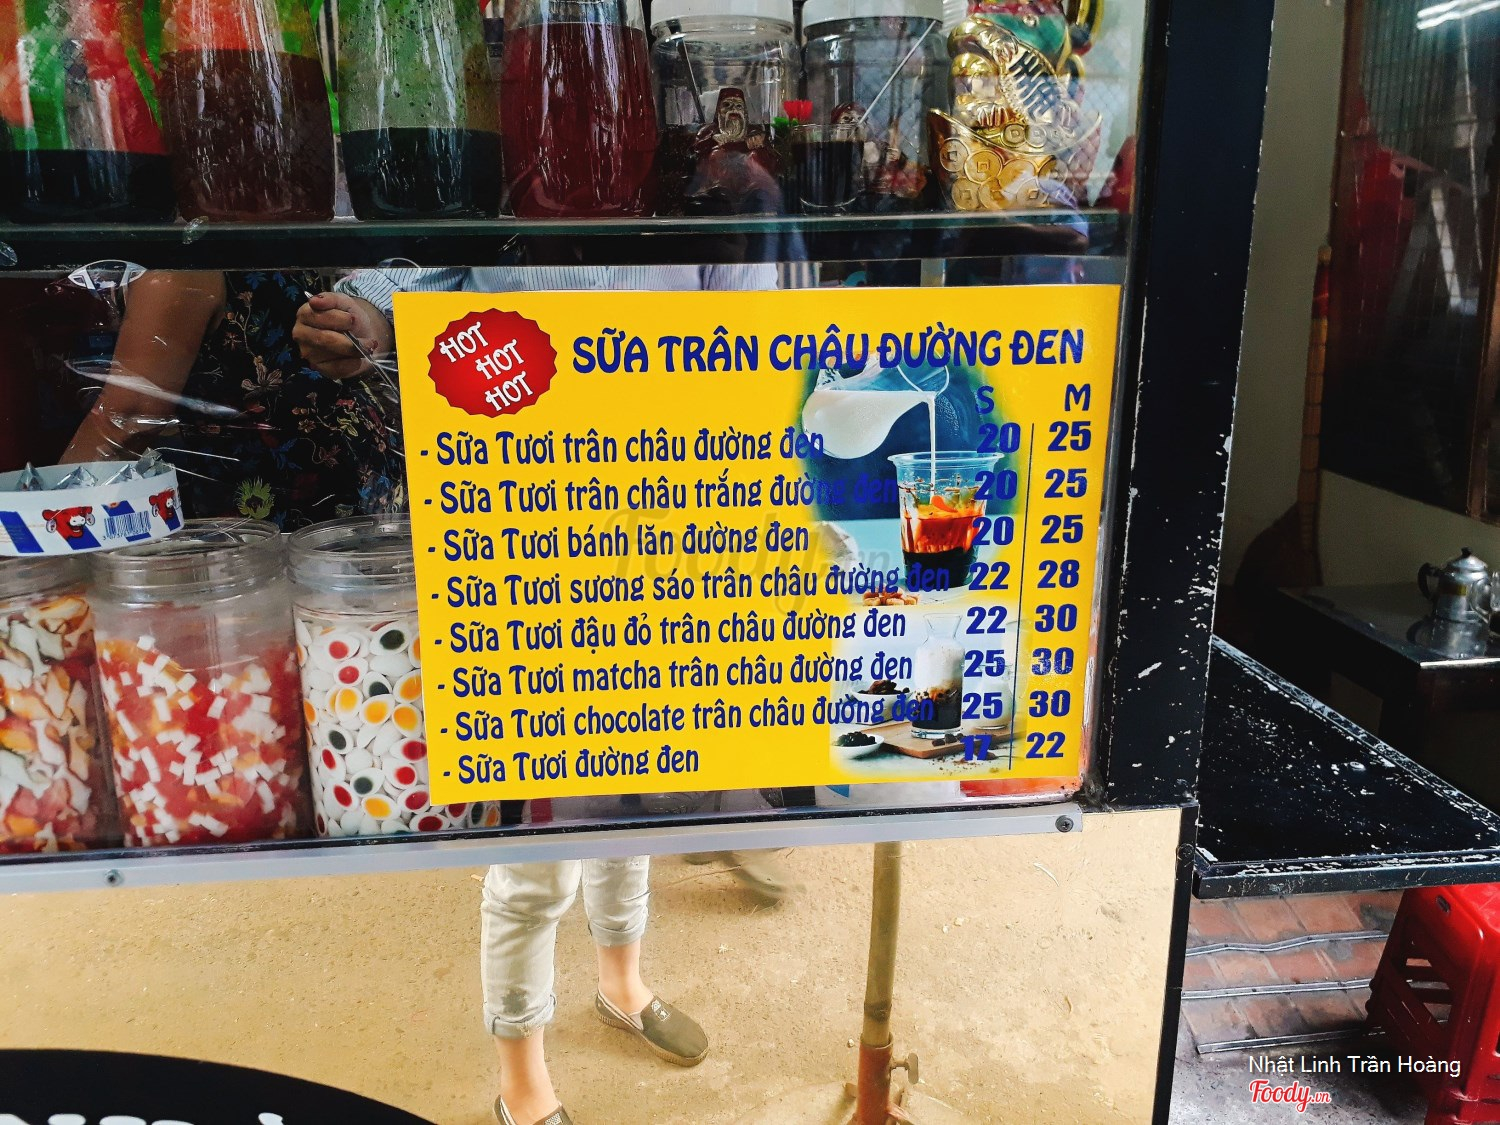 HOT
HOT
HOT
SỮA TRÂN CHÂU ĐƯỜNG ĐEN
S M
- Sữa Tươi trân châu đường đen 20 25
- Sữa Tươi trân châu trắng đường đen 20 25
- Sữa Tươi bánh lăn đường đen 20 25
- Sữa Tươi sương sáo trân châu đường đen 22 28
- Sữa Tươi đậu đỏ trân châu đường đen 22 30
- Sữa Tươi matcha trân châu đường đen 25 30
- Sữa Tươi chocolate trân châu đường đen 25 30
- Sữa Tươi đường đen 17 22
Foody.vn
Nhật Linh Trần Hoàng
Foody.vn